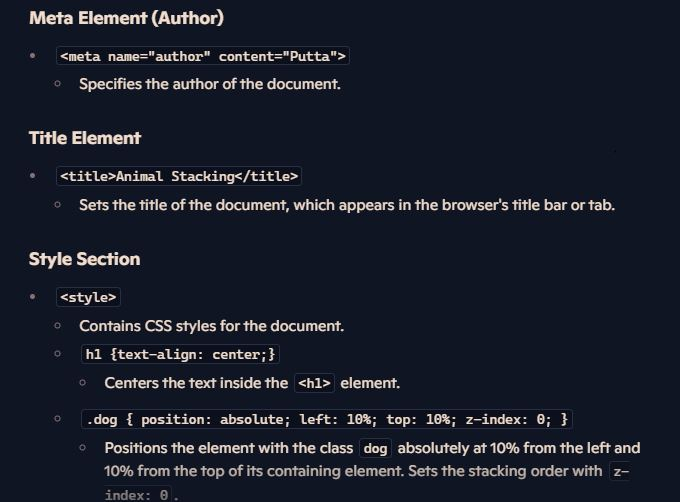 Meta Element (Author)
<meta name="author" content="Putta">
Specifies the author of the document.
Title Element
<title>Animal Stacking</title>
Sets the title of the document, which appears in the browser's title bar or tab.
Style Section
<style>
Contains CSS styles for the document.
h1 {text-align: center;}
Centers the text inside the <h1> element.
.dog { position: absolute; left: 10%; top: 10%; z-index: 0; }
Positions the element with the class dog absolutely at 10% from the left and
10% from the top of its containing element. Sets the stacking order with z-
index: 0.